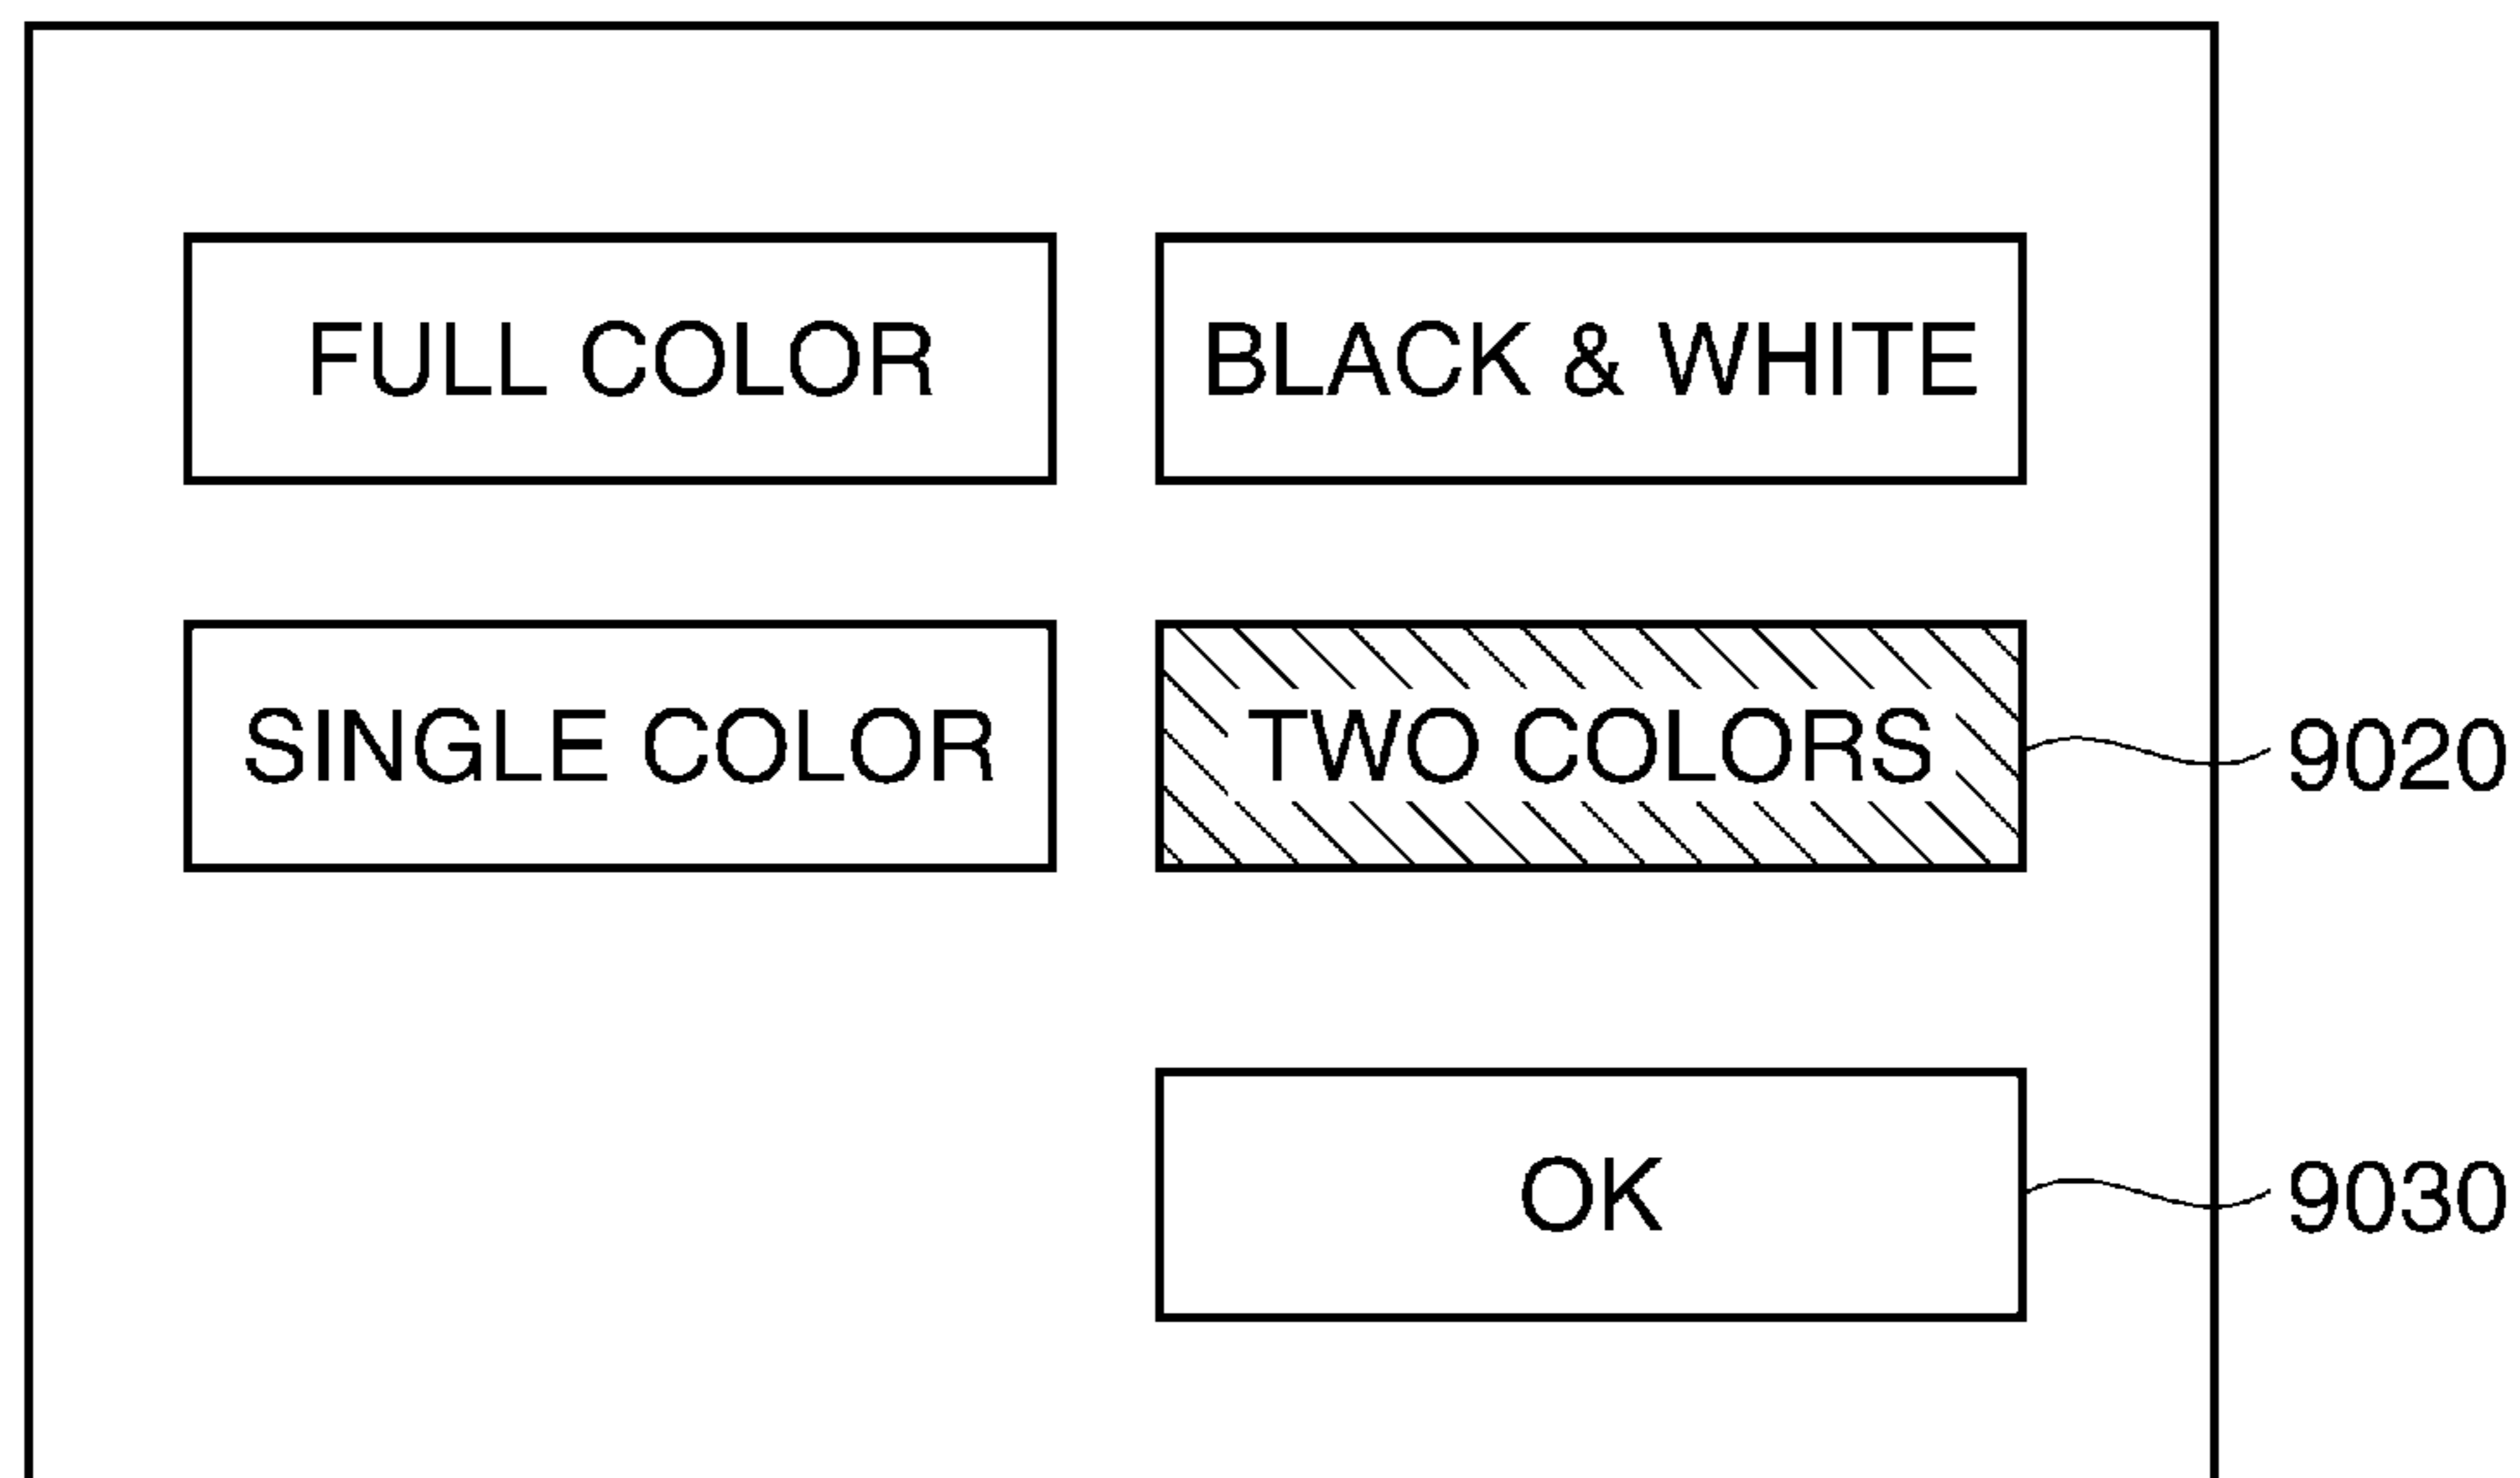 FULL COLOR
BLACK & WHITE
SINGLE COLOR
TWO COLORS
9020
OK
9030